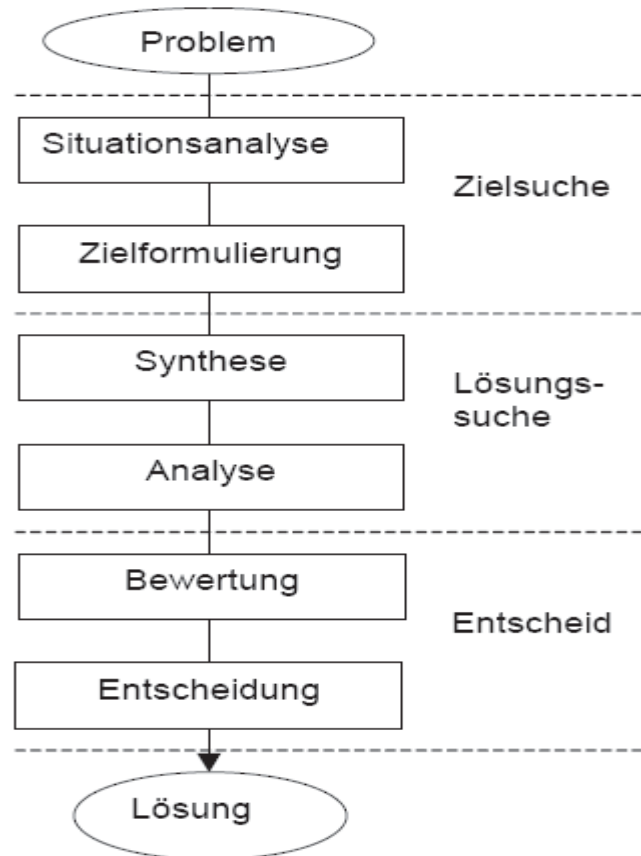 Problem
Situationsanalyse
Zielsuche
Zielformulierung
Synthese
Lösungs-
suche
Analyse
Bewertung
Entscheid
Entscheidung
Lösung